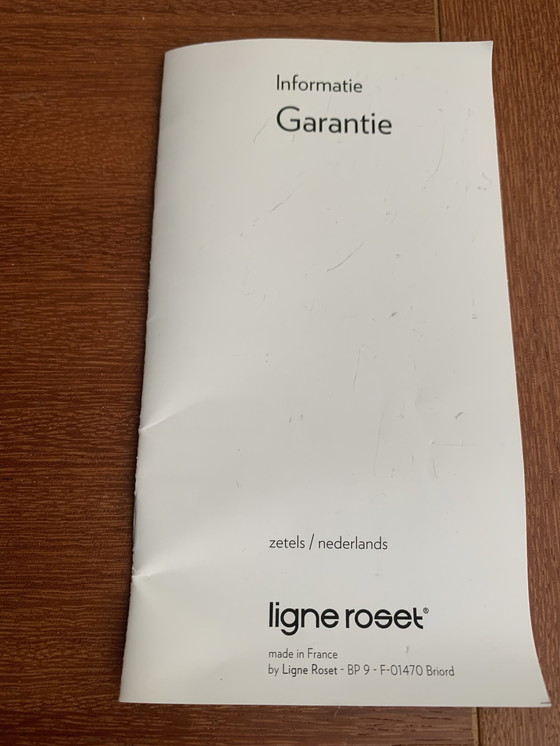 Informatie
Garantie
zetels / nederlands
ligne roset®
made in France
by Ligne Roset - BP 9 - F-01470 Briord